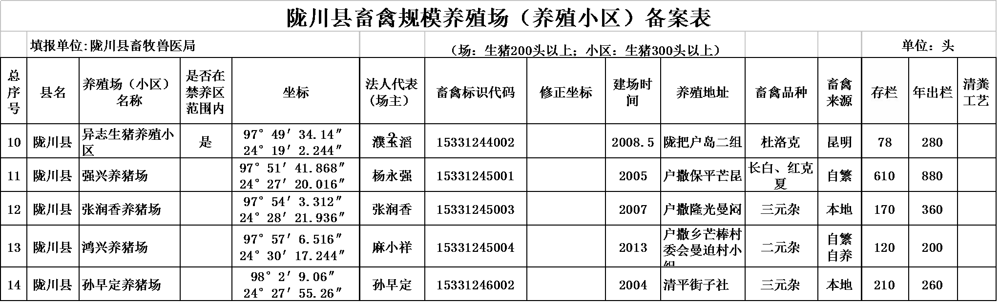 陇川县畜禽规模养殖场（养殖小区）备案表
填报单位:陇川县畜牧兽医局 （场：生猪200头以上；小区：生猪300头以上） 单位：头
总序号 县名 养殖场（小区）名称 是否在禁养区范围内 坐标 法人代表(场主） 畜禽标识代码 修正坐标 建场时间 养殖地址 畜禽品种 畜禽来源 存栏 年出栏 清粪工艺
10 陇川县 异志生猪养殖小区 是 97°49′34.14″ 24°19′2.244″ 濮玉滔 2 15331244002 2008.5 陇把户岛二组 杜洛克 昆明 78 280
11 陇川县 强兴养猪场 97°51′41.868″ 24°27′20.016″ 杨永强 15331245001 2005 户撒保平芒昆 长白、红克夏 自繁 610 880
12 陇川县 张润香养猪场 97°54′3.312″ 24°28′21.936″ 张润香 15331245003 2007 户撒隆光曼闷 三元杂 本地 170 360
13 陇川县 鸿兴养猪场 97°57′6.516″ 24°30′17.244″ 麻小祥 15331245004 2013 户撒乡芒棒村委会曼迫村小组 二元杂 自繁自养 120 200
14 陇川县 孙早定养猪场 98°2′9.06″ 24°27′55.26″ 孙早定 15331246002 2004 清平街子社 三元杂 本地 210 260